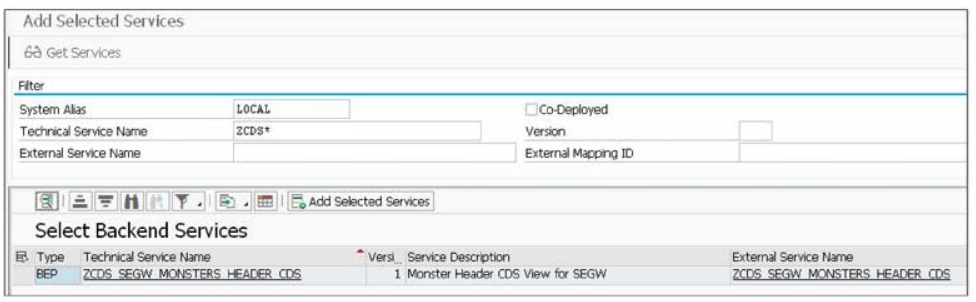 Add Selected Services
Get Services
Filter
System Alias LOCAL Co-Deployed
Technical Service Name ZCDS* Version
External Service Name External Mapping ID
Add Selected Services
Select Backend Services
Type Technical Service Name Versi... Service Description External Service Name
BEP ZCDS_SEGW_MONSTERS_HEADER_CDS 1 Monster Header CDS View for SEGW ZCDS_SEGW_MONSTERS_HEADER_CDS